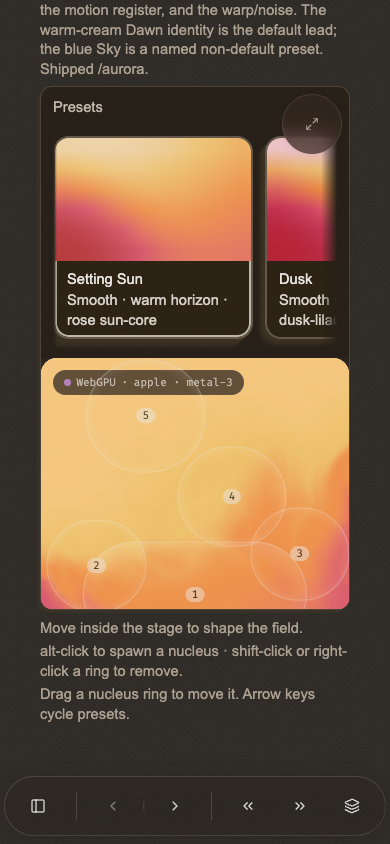 the motion register, and the warp/noise. The
warm-cream Dawn identity is the default lead;
the blue Sky is a named non-default preset.
Shipped /aurora.
Presets
Setting Sun
Smooth · warm horizon ·
rose sun-core
Dusk
Smooth
dusk-lilac
WebGPU · apple · metal-3
5
4
3
2
1
Move inside the stage to shape the field.
alt-click to spawn a nucleus · shift-click or right-
click a ring to remove.
Drag a nucleus ring to move it. Arrow keys
cycle presets.